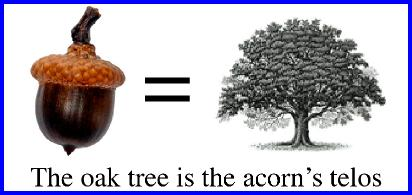 =
The oak tree is the acorn's telos